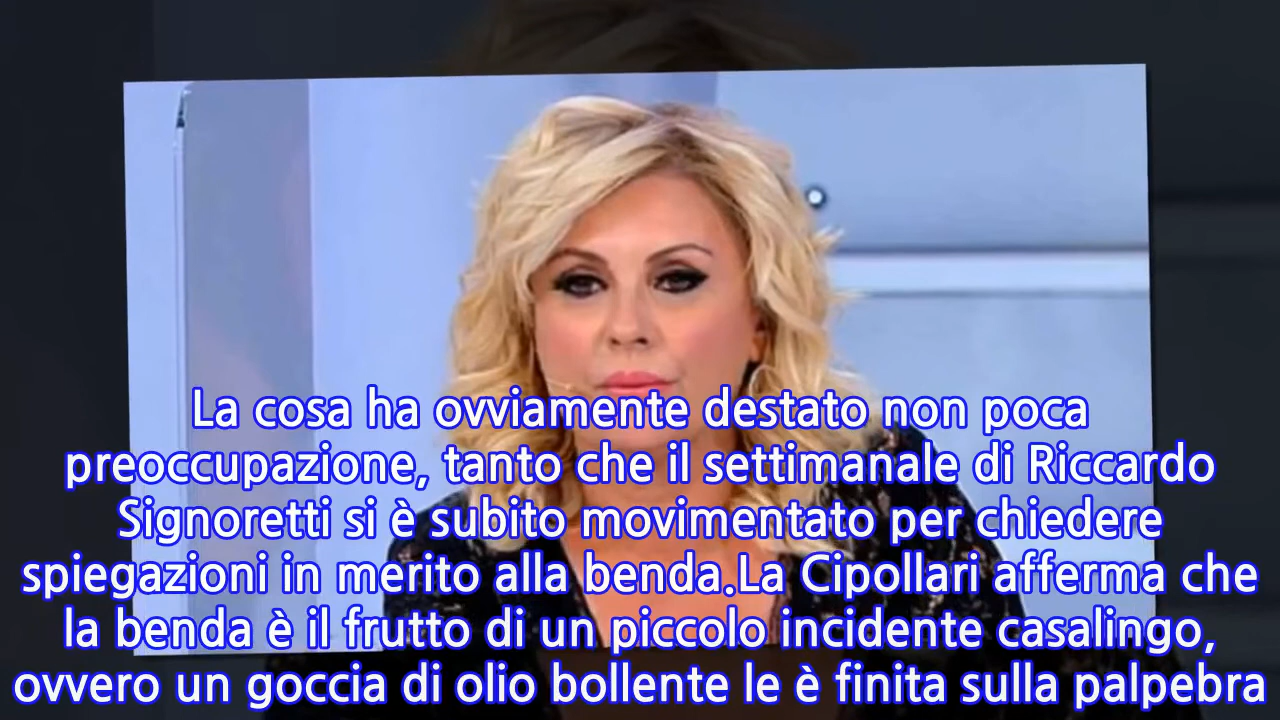 La cosa ha ovviamente destato non poca
preoccupazione, tanto che il settimanale di Riccardo
Signoretti si è subito movimentato per chiedere
spiegazioni in merito alla benda.La Cipollari afferma che
la benda è il frutto di un piccolo incidente casalingo,
ovvero un goccia di olio bollente le è finita sulla palpebra